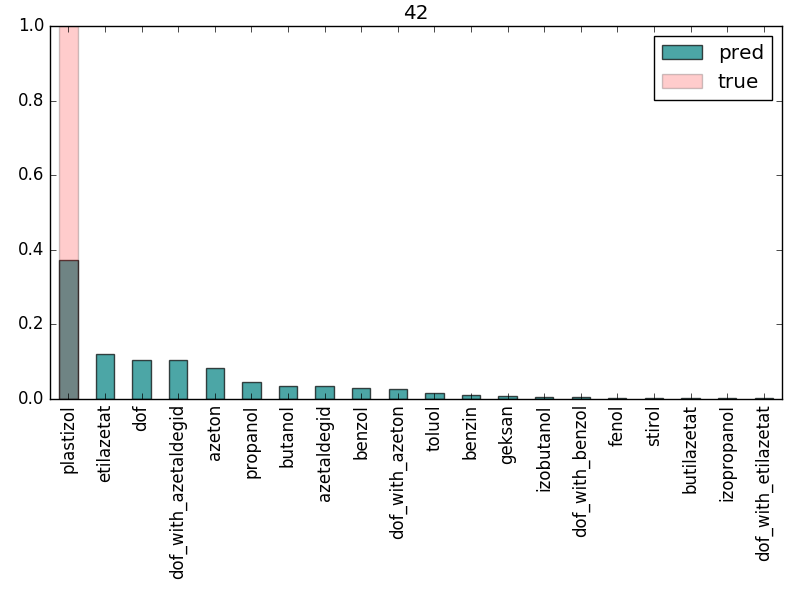 42
1.0
0.8
0.6
0.4
0.2
0.0
pred
true
plastizol
etilazetat
dof
dof_with_azetaldegid
azeton
propanol
butanol
azetaldegid
benzol
dof_with_azeton
toluol
benzin
geksan
izobutanol
dof_with_benzol
fenol
stirol
butilazetat
izopropanol
dof_with_etilazetat